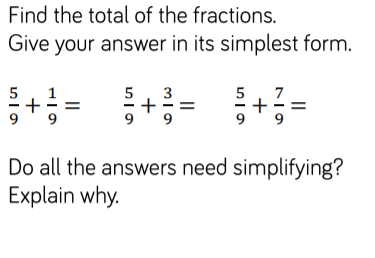 Find the total of the fractions.
Give your answer in its simplest form.
5/9 + 1/9 = 5/9 + 3/9 = 5/9 + 7/9 =
Do all the answers need simplifying?
Explain why.